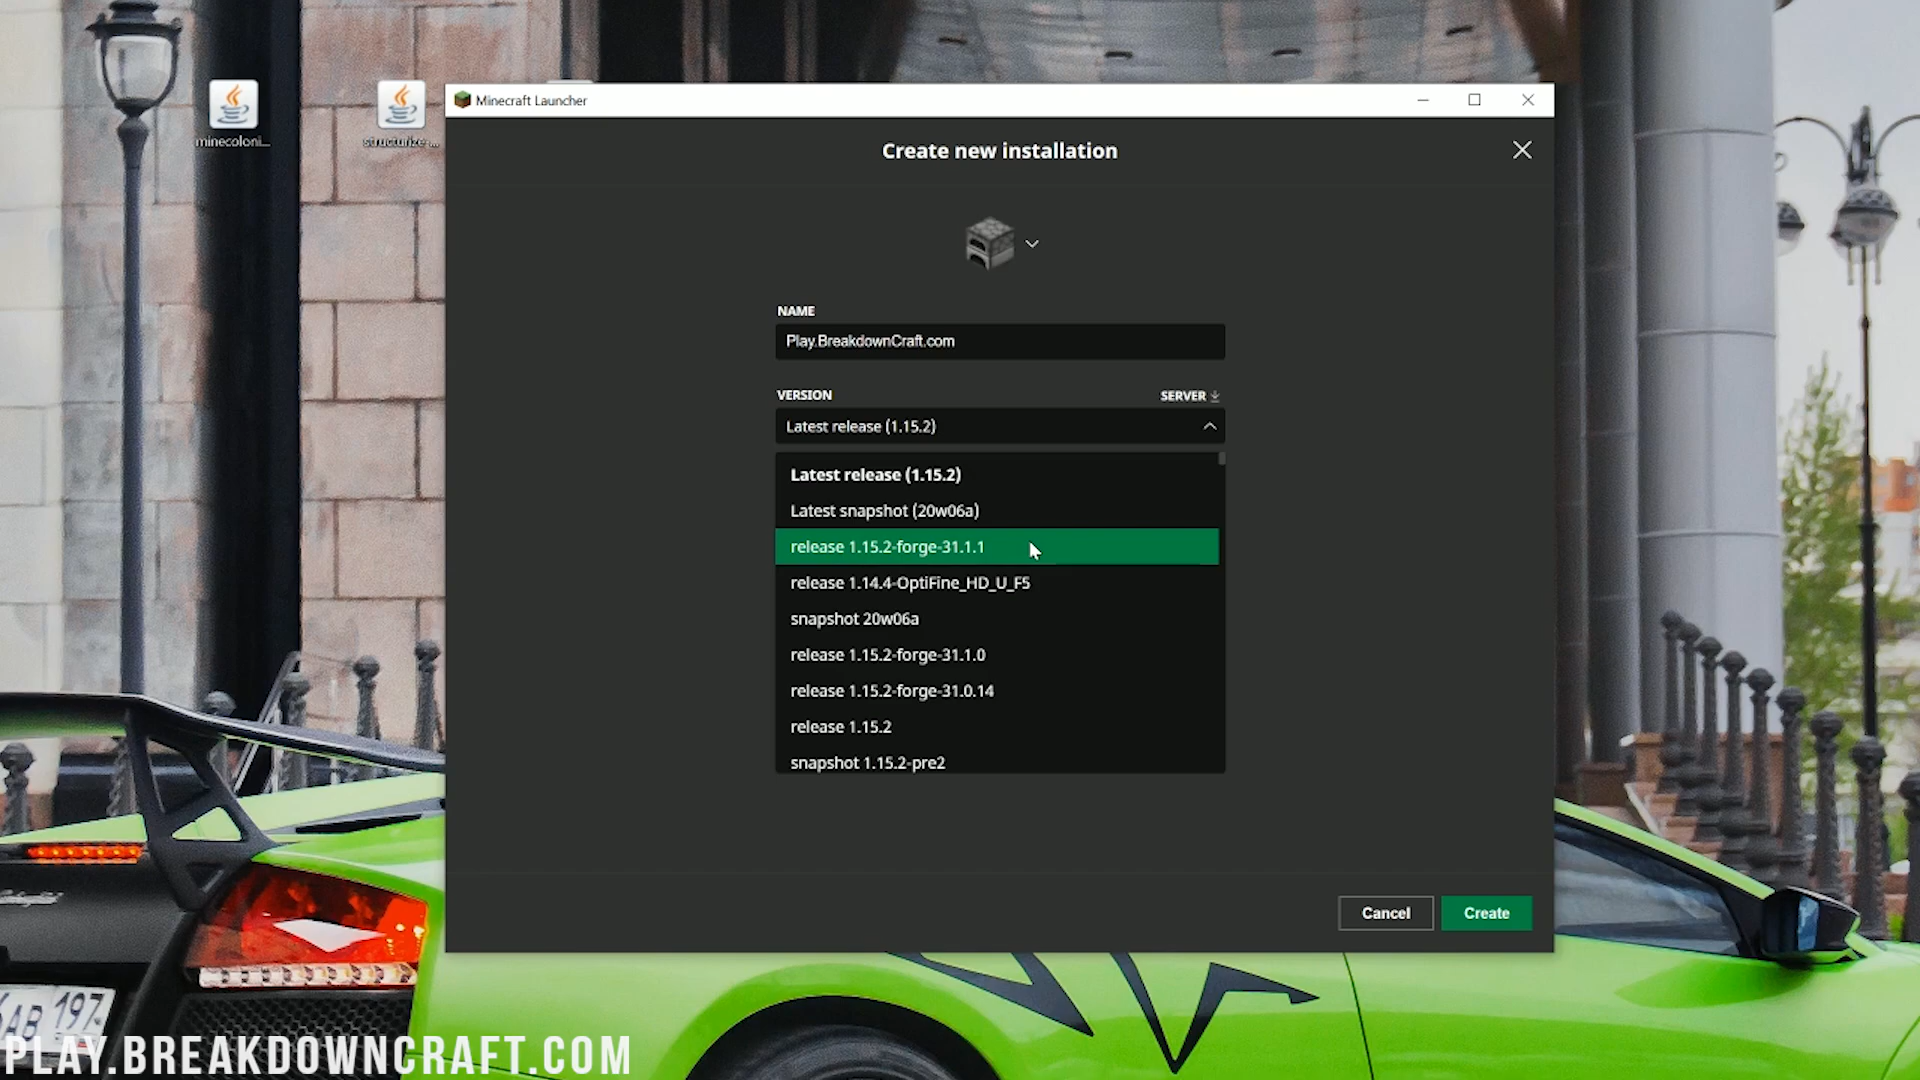 minecoloni...
structurize-...
Minecraft Launcher
Create new installation
NAME
Play.BreakdownCraft.com
VERSION
SERVER
Latest release (1.15.2)
Latest release (1.15.2)
Latest snapshot (20w06a)
release 1.15.2-forge-31.1.1
release 1.14.4-OptiFine_HD_U_F5
snapshot 20w06a
release 1.15.2-forge-31.1.0
release 1.15.2-forge-31.0.14
release 1.15.2
snapshot 1.15.2-pre2
Cancel
Create
AB 197
PLAY.BREAKDOWNCRAFT.COM